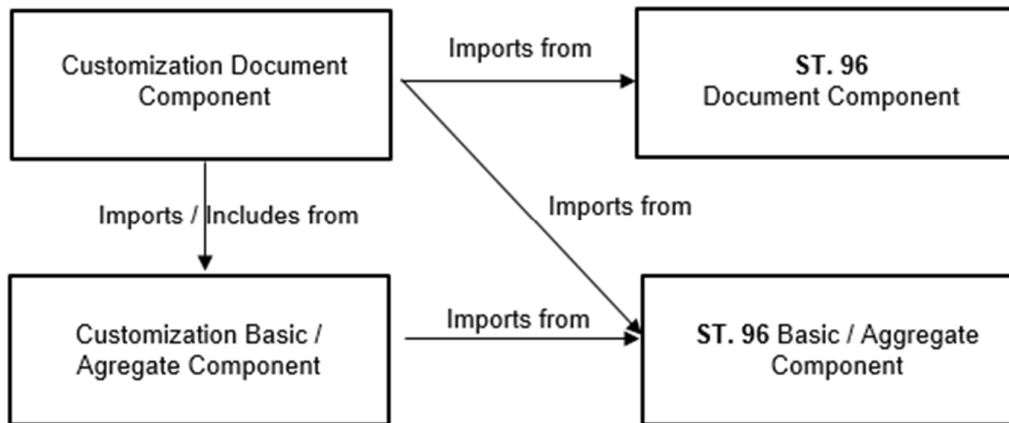 Customization Document
Component
Imports from
ST. 96
Document Component
Imports / Includes from
Imports from
Customization Basic /
Agregate Component
Imports from
ST. 96 Basic / Aggregate
Component